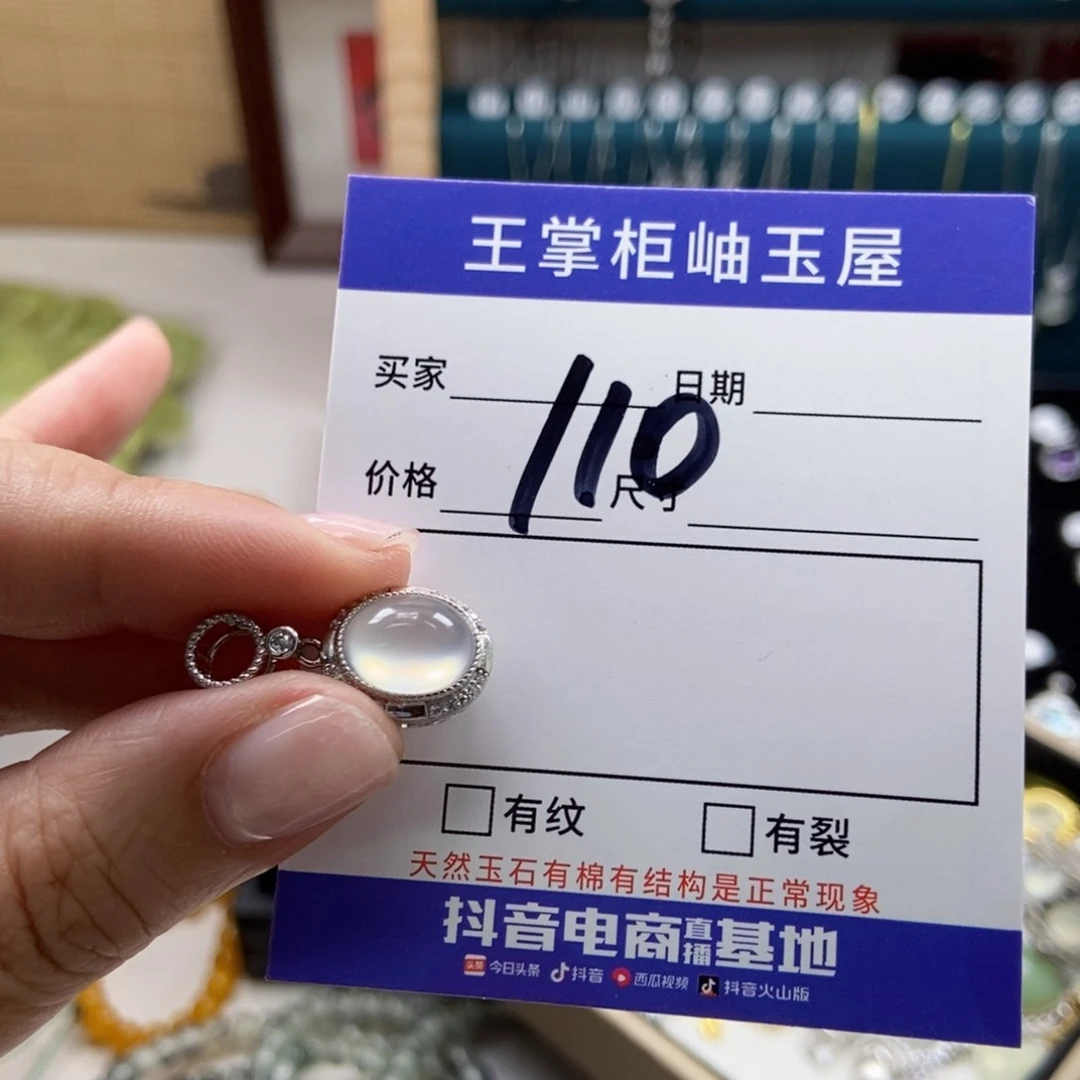 王掌柜岫玉屋
买家 日期
110
价格 尺寸
有纹 有裂
天然玉石有棉有结构是正常现象
抖音电商直播基地
头条 今日头条 抖音 西瓜视频 抖音火山版